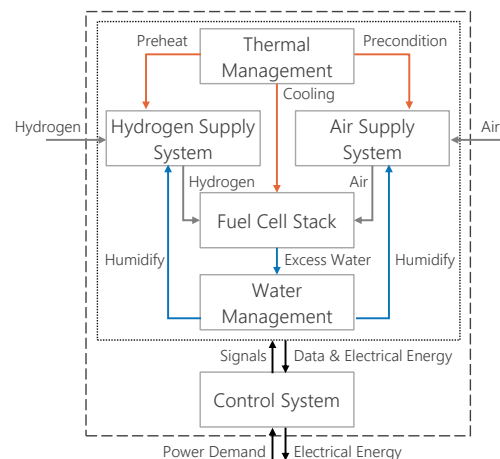 Preheat
Thermal
Management
Precondition
Cooling
Hydrogen
Hydrogen Supply
System
Air Supply
System
Air
Hydrogen
Air
Fuel Cell Stack
Humidify
Excess Water
Humidify
Water
Management
Signals
Data & Electrical Energy
Control System
Power Demand
Electrical Energy